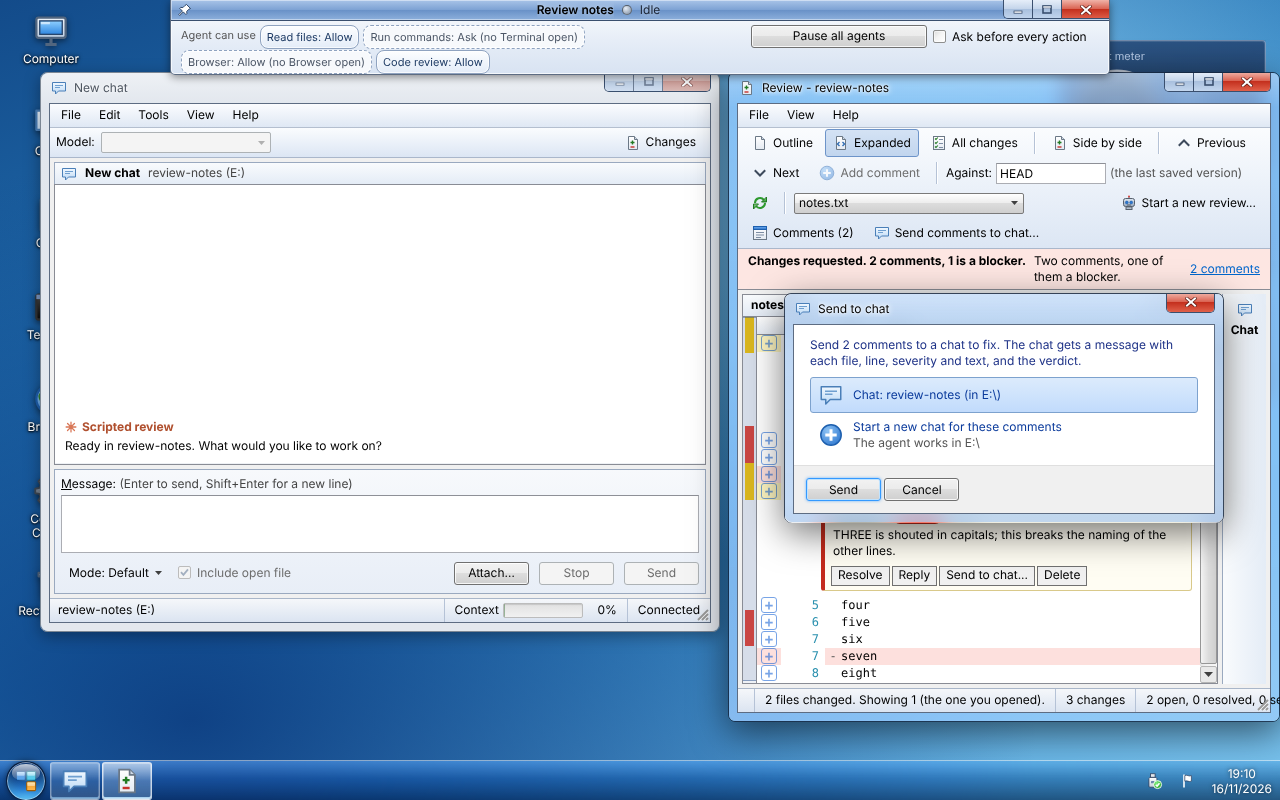 Review notes Idle
Agent can use Read files: Allow Run commands: Ask (no Terminal open)
Browser: Allow (no Browser open) Code review: Allow
Pause all agents Ask before every action
meter
Computer
New chat
File Edit Tools View Help
Model: Changes
New chat review-notes (E:)
Scripted review
Ready in review-notes. What would you like to work on?
Message: (Enter to send, Shift+Enter for a new line)
Mode: Default Include open file Attach... Stop Send
review-notes (E:) Context 0% Connected
Review - review-notes
File View Help
Outline Expanded All changes Side by side Previous
Next Add comment Against: HEAD (the last saved version)
notes.txt Start a new review...
Comments (2) Send comments to chat...
Changes requested. 2 comments, 1 is a blocker. Two comments, one of
them a blocker.
2 comments
notes
Chat
Send to chat
Send 2 comments to a chat to fix. The chat gets a message with
each file, line, severity and text, and the verdict.
Chat: review-notes (in E:\)
Start a new chat for these comments
The agent works in E:\
Send Cancel
THREE is shouted in capitals; this breaks the naming of the
other lines.
Resolve Reply Send to chat... Delete
5 four
6 five
7 six
7 - seven
8 eight
2 files changed. Showing 1 (the one you opened). 3 changes 2 open, 0 resolved, 0 se
19:10
16/11/2026